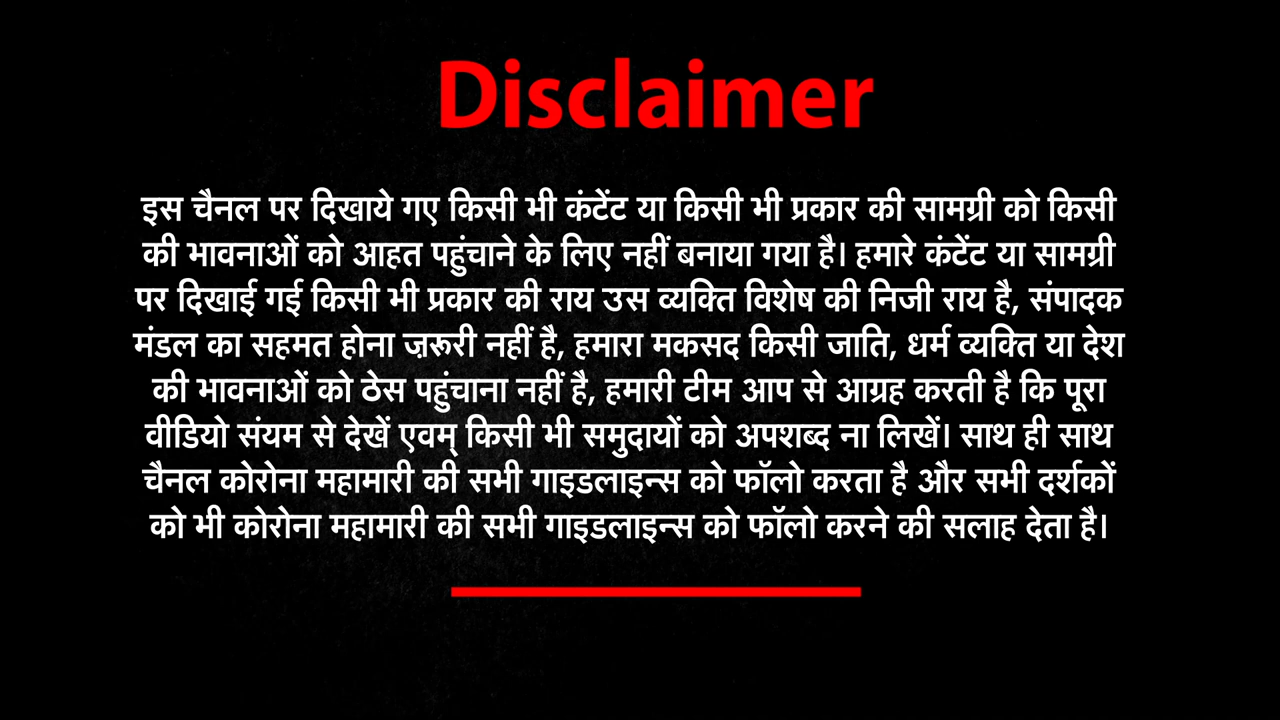 Disclaimer
इस चैनल पर दिखाये गए किसी भी कंटेंट या किसी भी प्रकार की सामग्री को किसी
की भावनाओं को आहत पहुंचाने के लिए नहीं बनाया गया है। हमारे कंटेंट या सामग्री
पर दिखाई गई किसी भी प्रकार की राय उस व्यक्ति विशेष की निजी राय है, संपादक
मंडल का सहमत होना ज़रूरी नहीं है, हमारा मकसद किसी जाति, धर्म व्यक्ति या देश
की भावनाओं को ठेस पहुंचाना नहीं है, हमारी टीम आप से आग्रह करती है कि पूरा
वीडियो संयम से देखें एवम् किसी भी समुदायों को अपशब्द ना लिखें। साथ ही साथ
चैनल कोरोना महामारी की सभी गाइडलाइन्स को फॉलो करता है और सभी दर्शकों
को भी कोरोना महामारी की सभी गाइडलाइन्स को फॉलो करने की सलाह देता है।